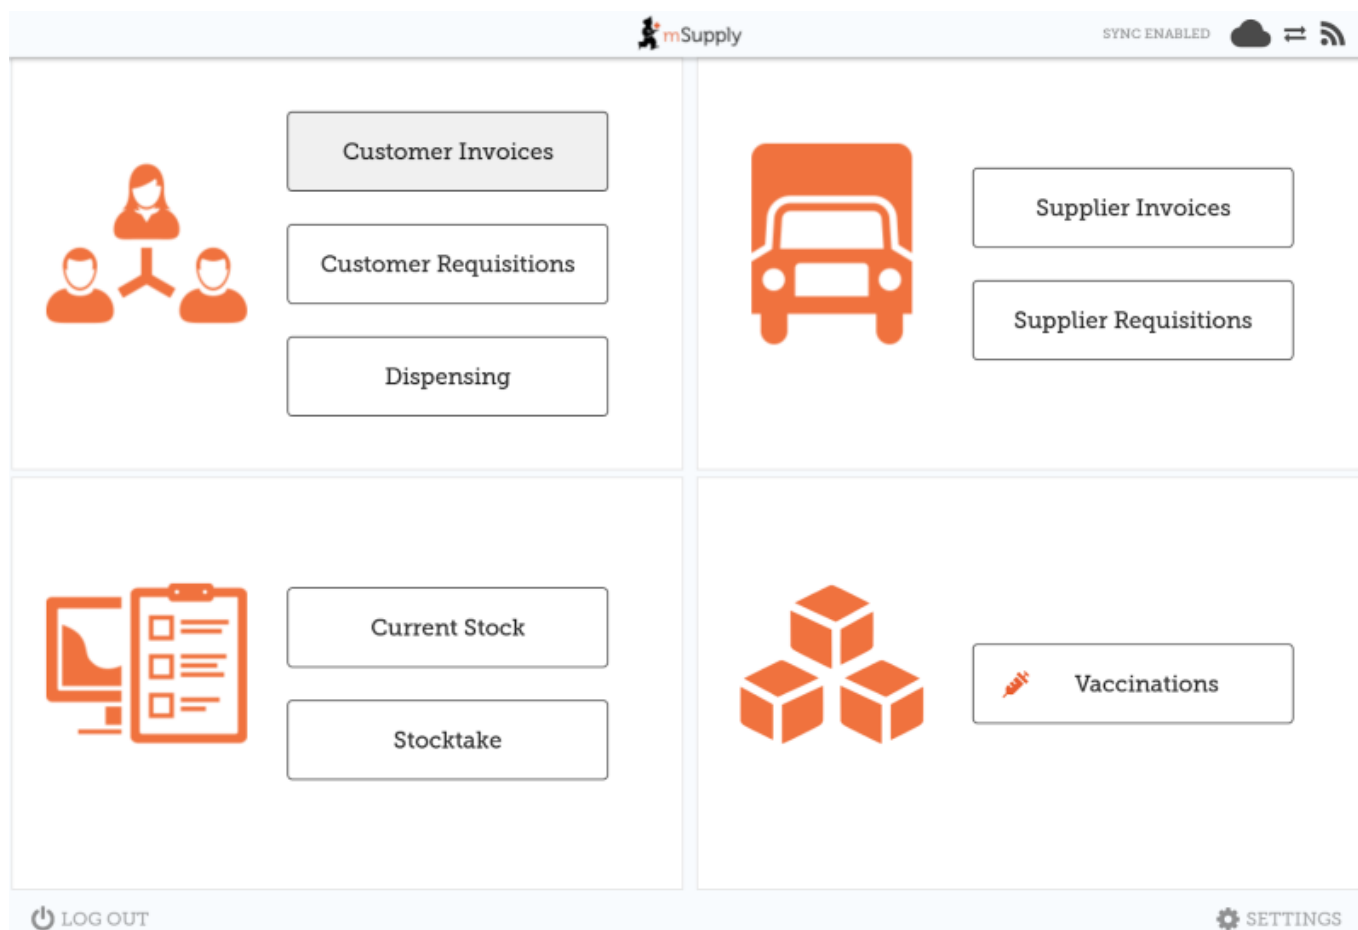 mSupply
SYNC ENABLED
Customer Invoices
Customer Requisitions
Dispensing
Supplier Invoices
Supplier Requisitions
Current Stock
Stocktake
Vaccinations
LOG OUT
SETTINGS